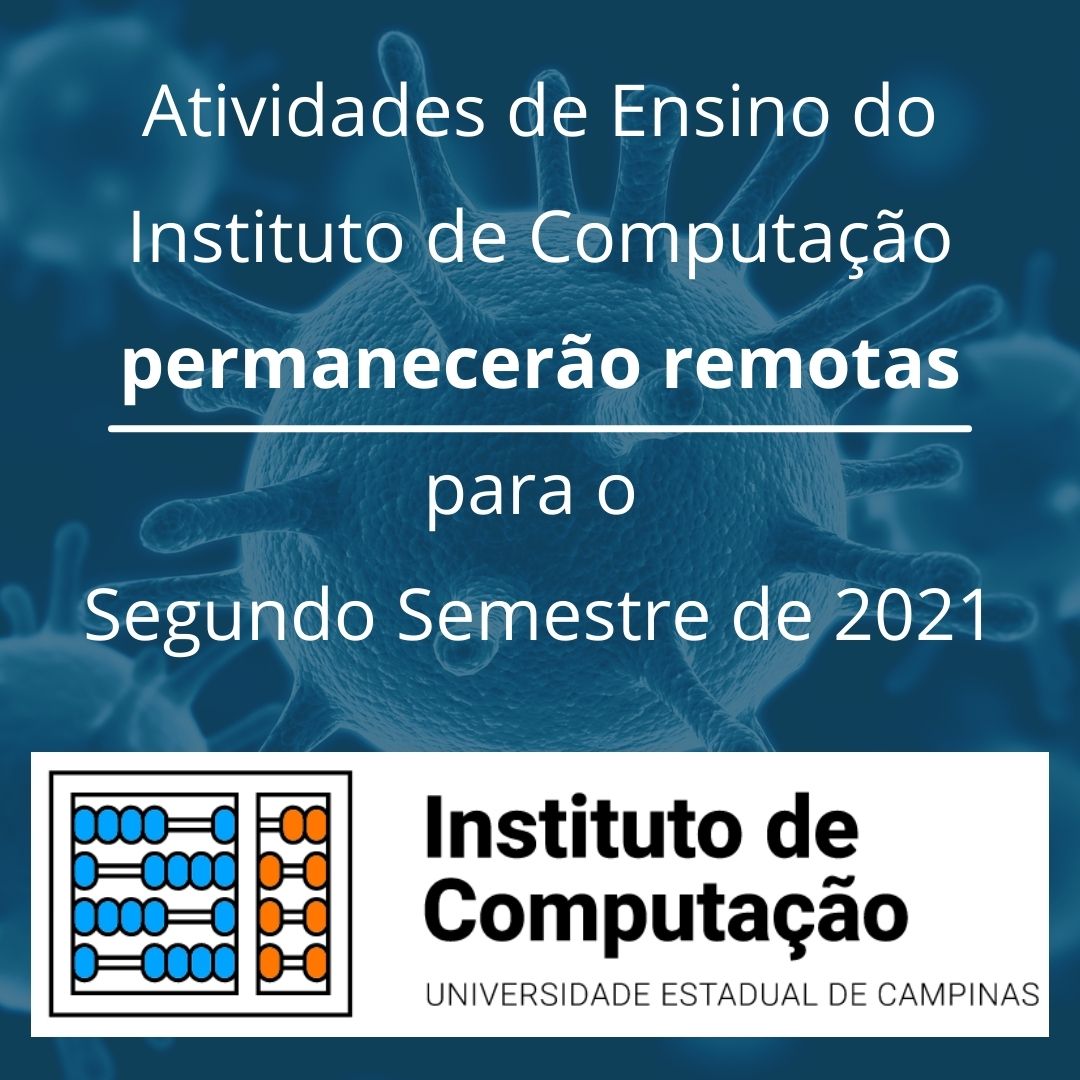 Atividades de Ensino do
Instituto de Computação
permanecerão remotas
para o
Segundo Semestre de 2021
Instituto de
Computação
UNIVERSIDADE ESTADUAL DE CAMPINAS